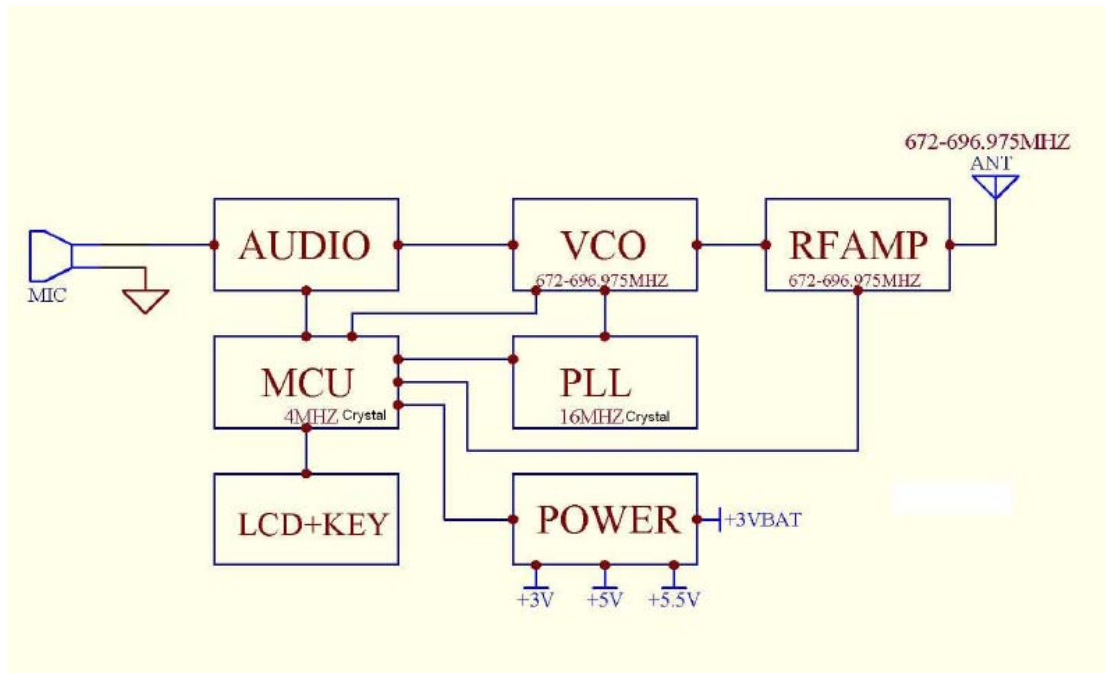 672-696.975MHZ
ANT
AUDIO
VCO
672-696.975MHZ
RFAMP
672-696.975MHZ
MIC
MCU
4MHZ Crystal
PLL
16MHZ Crystal
LCD+KEY
POWER
+3VBAT
+3V
+5V
+5.5V